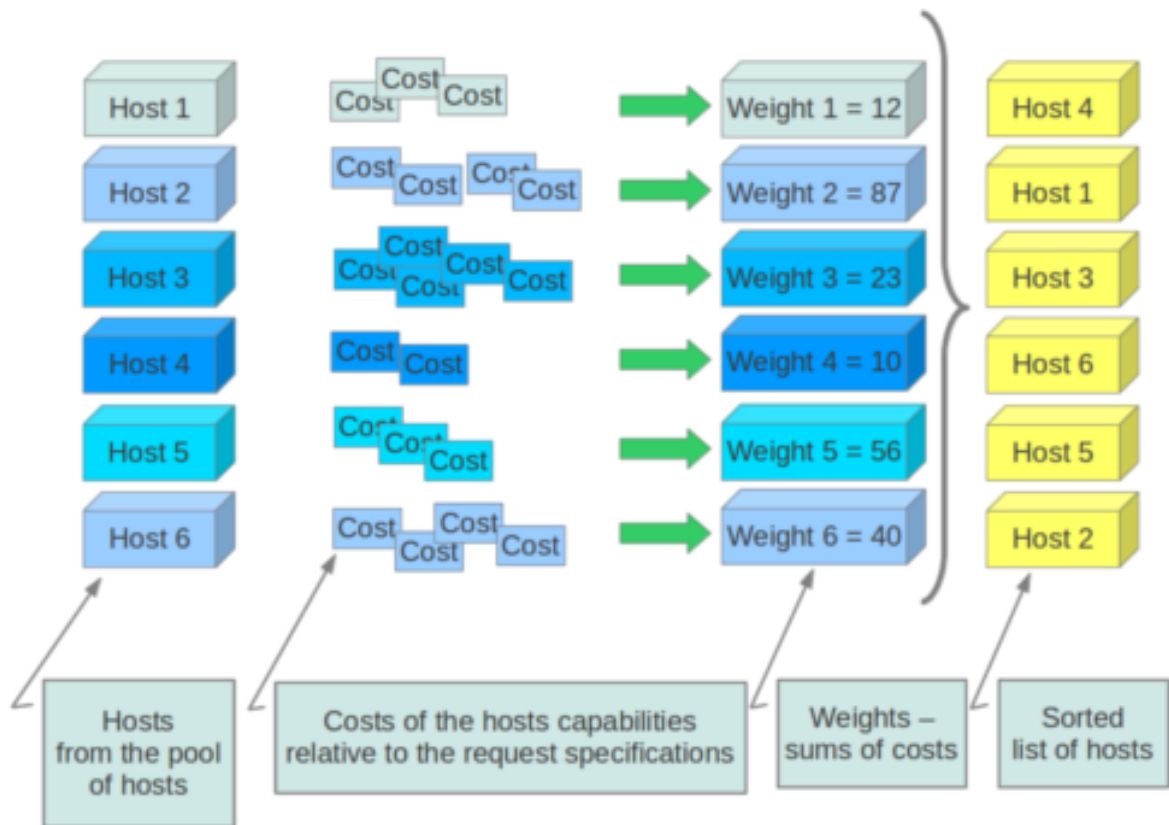 Host 1
Cost
Cost
Cost
Weight 1 = 12
Host 4
Host 2
Cost
Cost
Cost
Cost
Weight 2 = 87
Host 1
Host 3
Cost
Cost
Cost
Cost
Cost
Weight 3 = 23
Host 3
Host 4
Cost
Cost
Weight 4 = 10
Host 6
Host 5
Cost
Cost
Cost
Weight 5 = 56
Host 5
Host 6
Cost
Cost
Cost
Cost
Weight 6 = 40
Host 2
Hosts
from the pool
of hosts
Costs of the hosts capabilities
relative to the request specifications
Weights –
sums of costs
Sorted
list of hosts